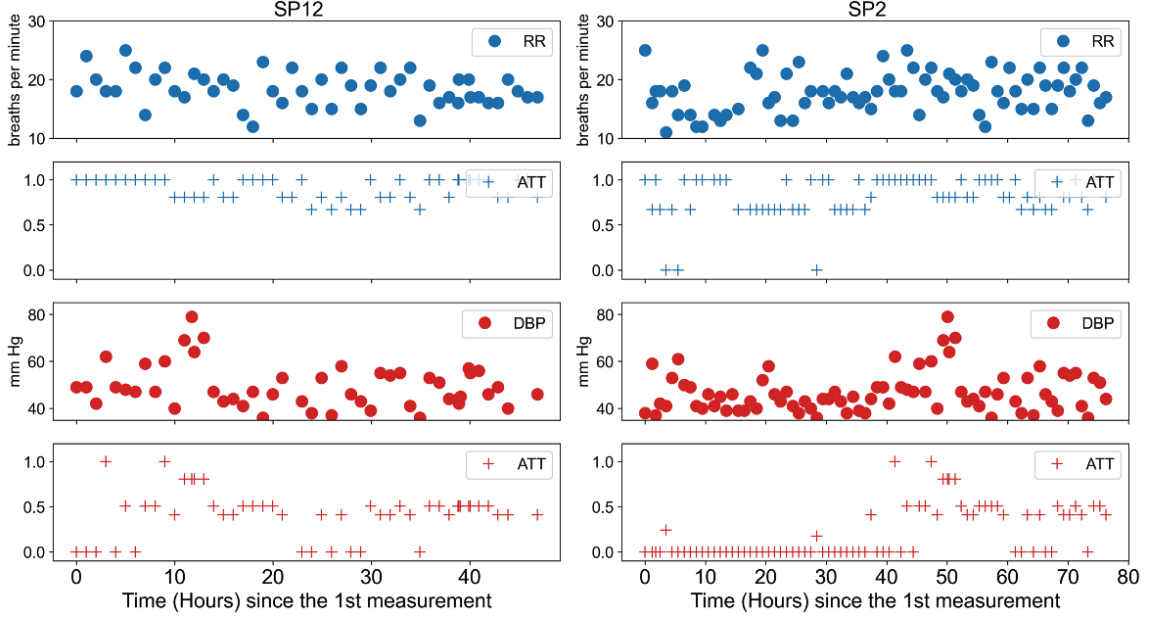 SP12
SP2
breaths per minute
30
20
10
RR
breaths per minute
30
20
10
RR
1.0
0.5
0.0
ATT
1.0
0.5
0.0
ATT
mm Hg
80
60
40
DBP
80
60
40
DBP
1.0
0.5
0.0
ATT
1.0
0.5
0.0
ATT
0 10 20 30 40
Time (Hours) since the 1st measurement
0 10 20 30 40 50 60 70 80
Time (Hours) since the 1st measurement